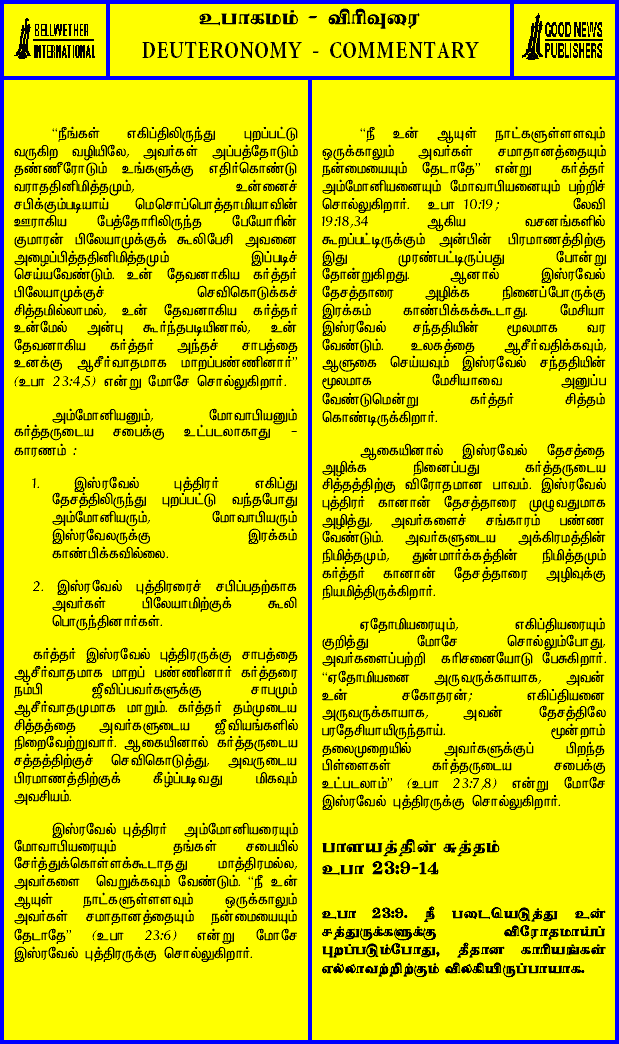 BELLWETHER
INTERNATIONAL
உபாகமம் - விரிவுரை
DEUTERONOMY - COMMENTARY
GOOD NEWS
PUBLISHERS
“நீங்கள் எகிப்திலிருந்து புறப்பட்டு
வருகிற வழியிலே, அவர்கள் அப்பத்தோடும்
தண்ணீரோடும் உங்களுக்கு எதிர்கொண்டு
வராததினிமித்தமும், உன்னைச்
சபிக்கும்படியாய் மெசொப்பொத்தாமியாவின்
ஊராகிய பேத்தோரிலிருந்த பேயோரின்
குமாரன் பிலேயாமுக்குக் கூலிபேசி அவனை
அழைப்பித்ததினிமித்தமும் இப்படிச்
செய்யவேண்டும். உன் தேவனாகிய கர்த்தர்
பிலேயாமுக்குச் செவிகொடுக்கச்
சித்தமில்லாமல், உன் தேவனாகிய கர்த்தர்
உன்மேல் அன்பு கூர்ந்தபடியினால், உன்
தேவனாகிய கர்த்தர் அந்தச் சாபத்தை
உனக்கு ஆசீர்வாதமாக மாறப்பண்ணினார்”
(உபா 23:4,5) என்று மோசே சொல்லுகிறார்.
அம்மோனியனும், மோவாபியனும்
கர்த்தருடைய சபைக்கு உட்படலாகாது -
காரணம் :
1. இஸ்ரவேல் புத்திரர் எகிப்து
தேசத்திலிருந்து புறப்பட்டு வந்தபோது
அம்மோனியரும், மோவாபியரும்
இஸ்ரவேலருக்கு இரக்கம்
காண்பிக்கவில்லை.
2. இஸ்ரவேல் புத்திரரைச் சபிப்பதற்காக
அவர்கள் பிலேயாமிற்குக் கூலி
பொருந்தினார்கள்.
கர்த்தர் இஸ்ரவேல் புத்திரருக்கு சாபத்தை
ஆசீர்வாதமாக மாறப் பண்ணினார் கர்த்தரை
நம்பி ஜீவிப்பவர்களுக்கு சாபமும்
ஆசீர்வாதமுமாக மாறும். கர்த்தர் தம்முடைய
சித்தத்தை அவர்களுடைய ஜீவியங்களில்
நிறைவேற்றுவார். ஆகையினால் கர்த்தருடைய
சத்தத்திற்குச் செவிகொடுத்து, அவருடைய
பிரமாணத்திற்குக் கீழ்ப்படிவது மிகவும்
அவசியம்.
இஸ்ரவேல் புத்திரர் அம்மோனியரையும்
மோவாபியரையும் தங்கள் சபையில்
சேர்த்துக்கொள்ளக்கூடாதது மாத்திரமல்ல,
அவர்களை வெறுக்கவும் வேண்டும். “நீ உன்
ஆயுள் நாட்களுள்ளளவும் ஒருக்காலும்
அவர்கள் சமாதானத்தையும் நன்மையையும்
தேடாதே” (உபா 23:6) என்று மோசே
இஸ்ரவேல் புத்திரருக்கு சொல்லுகிறார்.
“நீ உன் ஆயுள் நாட்களுள்ளளவும்
ஒருக்காலும் அவர்கள் சமாதானத்தையும்
நன்மையையும் தேடாதே” என்று கர்த்தர்
அம்மோனியனையும் மோவாபியனையும் பற்றிச்
சொல்லுகிறார். உபா 10:19; லேவி
19:18,34 ஆகிய வசனங்களில்
கூறப்பட்டிருக்கும் அன்பின் பிரமாணத்திற்கு
இது முரண்பட்டிருப்பது போன்று
தோன்றுகிறது. ஆனால் இஸ்ரவேல்
தேசத்தாரை அழிக்க நினைப்போருக்கு
இரக்கம் காண்பிக்கக்கூடாது. மேசியா
இஸ்ரவேல் சந்ததியின் மூலமாக வர
வேண்டும். உலகத்தை ஆசீர்வதிக்கவும்,
ஆளுகை செய்யவும் இஸ்ரவேல் சந்ததியின்
மூலமாக மேசியாவை அனுப்ப
வேண்டுமென்று கர்த்தர் சித்தம்
கொண்டிருக்கிறார்.
ஆகையினால் இஸ்ரவேல் தேசத்தை
அழிக்க நினைப்பது கர்த்தருடைய
சித்தத்திற்கு விரோதமான பாவம். இஸ்ரவேல்
புத்திரர் கானான் தேசத்தாரை முழுவதுமாக
அழித்து, அவர்களைச் சங்காரம் பண்ண
வேண்டும். அவர்களுடைய அக்கிரமத்தின்
நிமித்தமும், துன்மார்க்கத்தின் நிமித்தமும்
கர்த்தர் கானான் தேசத்தாரை அழிவுக்கு
நியமித்திருக்கிறார்.
ஏதோமியரையும், எகிப்தியரையும்
குறித்து மோசே சொல்லும்போது,
அவர்களைப்பற்றி கரிசனையோடு பேசுகிறார்.
“ஏதோமியனை அருவருக்காயாக, அவன்
உன் சகோதரன்; எகிப்தியனை
அருவருக்காயாக, அவன் தேசத்திலே
பரதேசியாயிருந்தாய். மூன்றாம்
தலைமுறையில் அவர்களுக்குப் பிறந்த
பிள்ளைகள் கர்த்தருடைய சபைக்கு
உட்படலாம்” (உபா 23:7,8) என்று மோசே
இஸ்ரவேல் புத்திரருக்கு சொல்லுகிறார்.
பாளயத்தின் சுத்தம்
உபா 23:9-14
உபா 23:9. நீ படையெடுத்து உன்
சத்துருக்களுக்கு விரோதமாய்ப்
புறப்படும்போது, தீதான காரியங்கள்
எல்லாவற்றிற்கும் விலகியிருப்பாயாக.